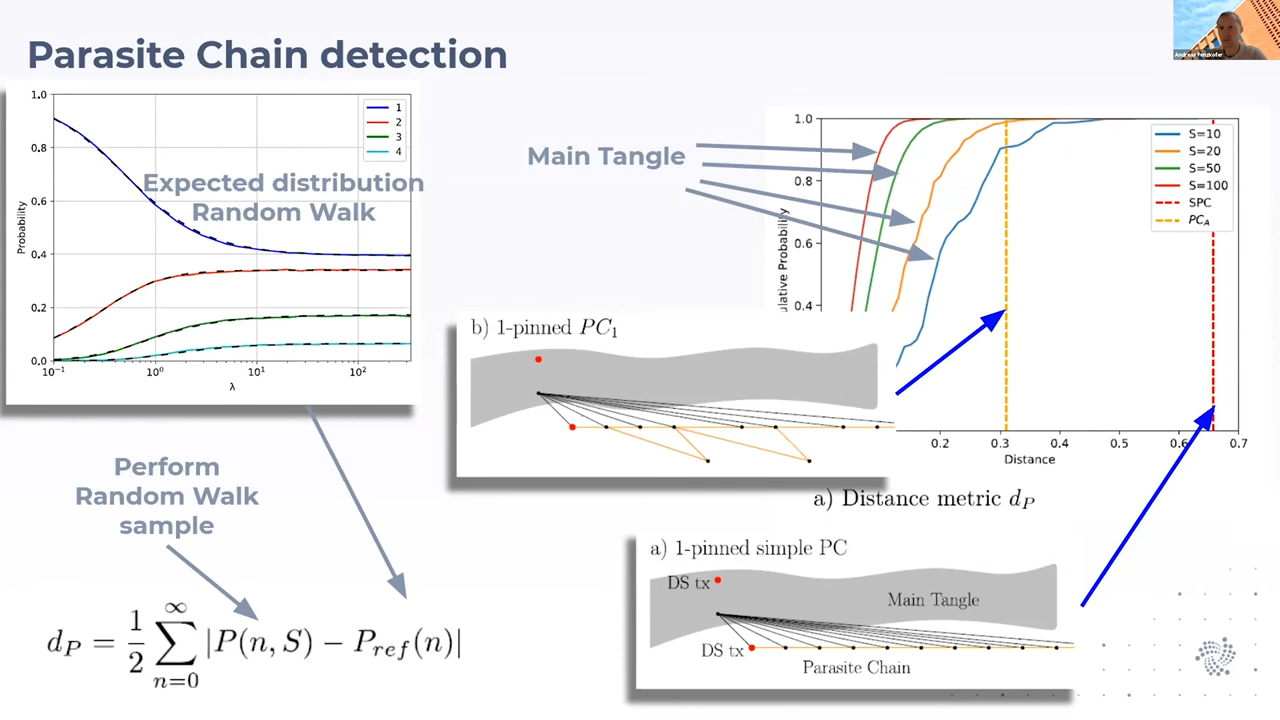 Parasite Chain detection
Andreas Penzkofer
1.0
0.8
0.6
0.4
0.2
0.0
Probability
10⁻¹
10⁰
10¹
10²
λ
1
2
3
4
Expected distribution
Random Walk
Main Tangle
1.0
0.8
0.6
0.4
ulative Probability
S=10
S=20
S=50
S=100
SPC
PC_A
0.2
0.3
0.4
0.5
0.6
0.7
Distance
a) Distance metric d_P
b) 1-pinned PC₁
Perform
Random Walk
sample
a) 1-pinned simple PC
DS tx
Main Tangle
DS tx
Parasite Chain
d_P = 1/2 ∑_{n=0}^{∞} |P(n, S) − P_ref(n)|